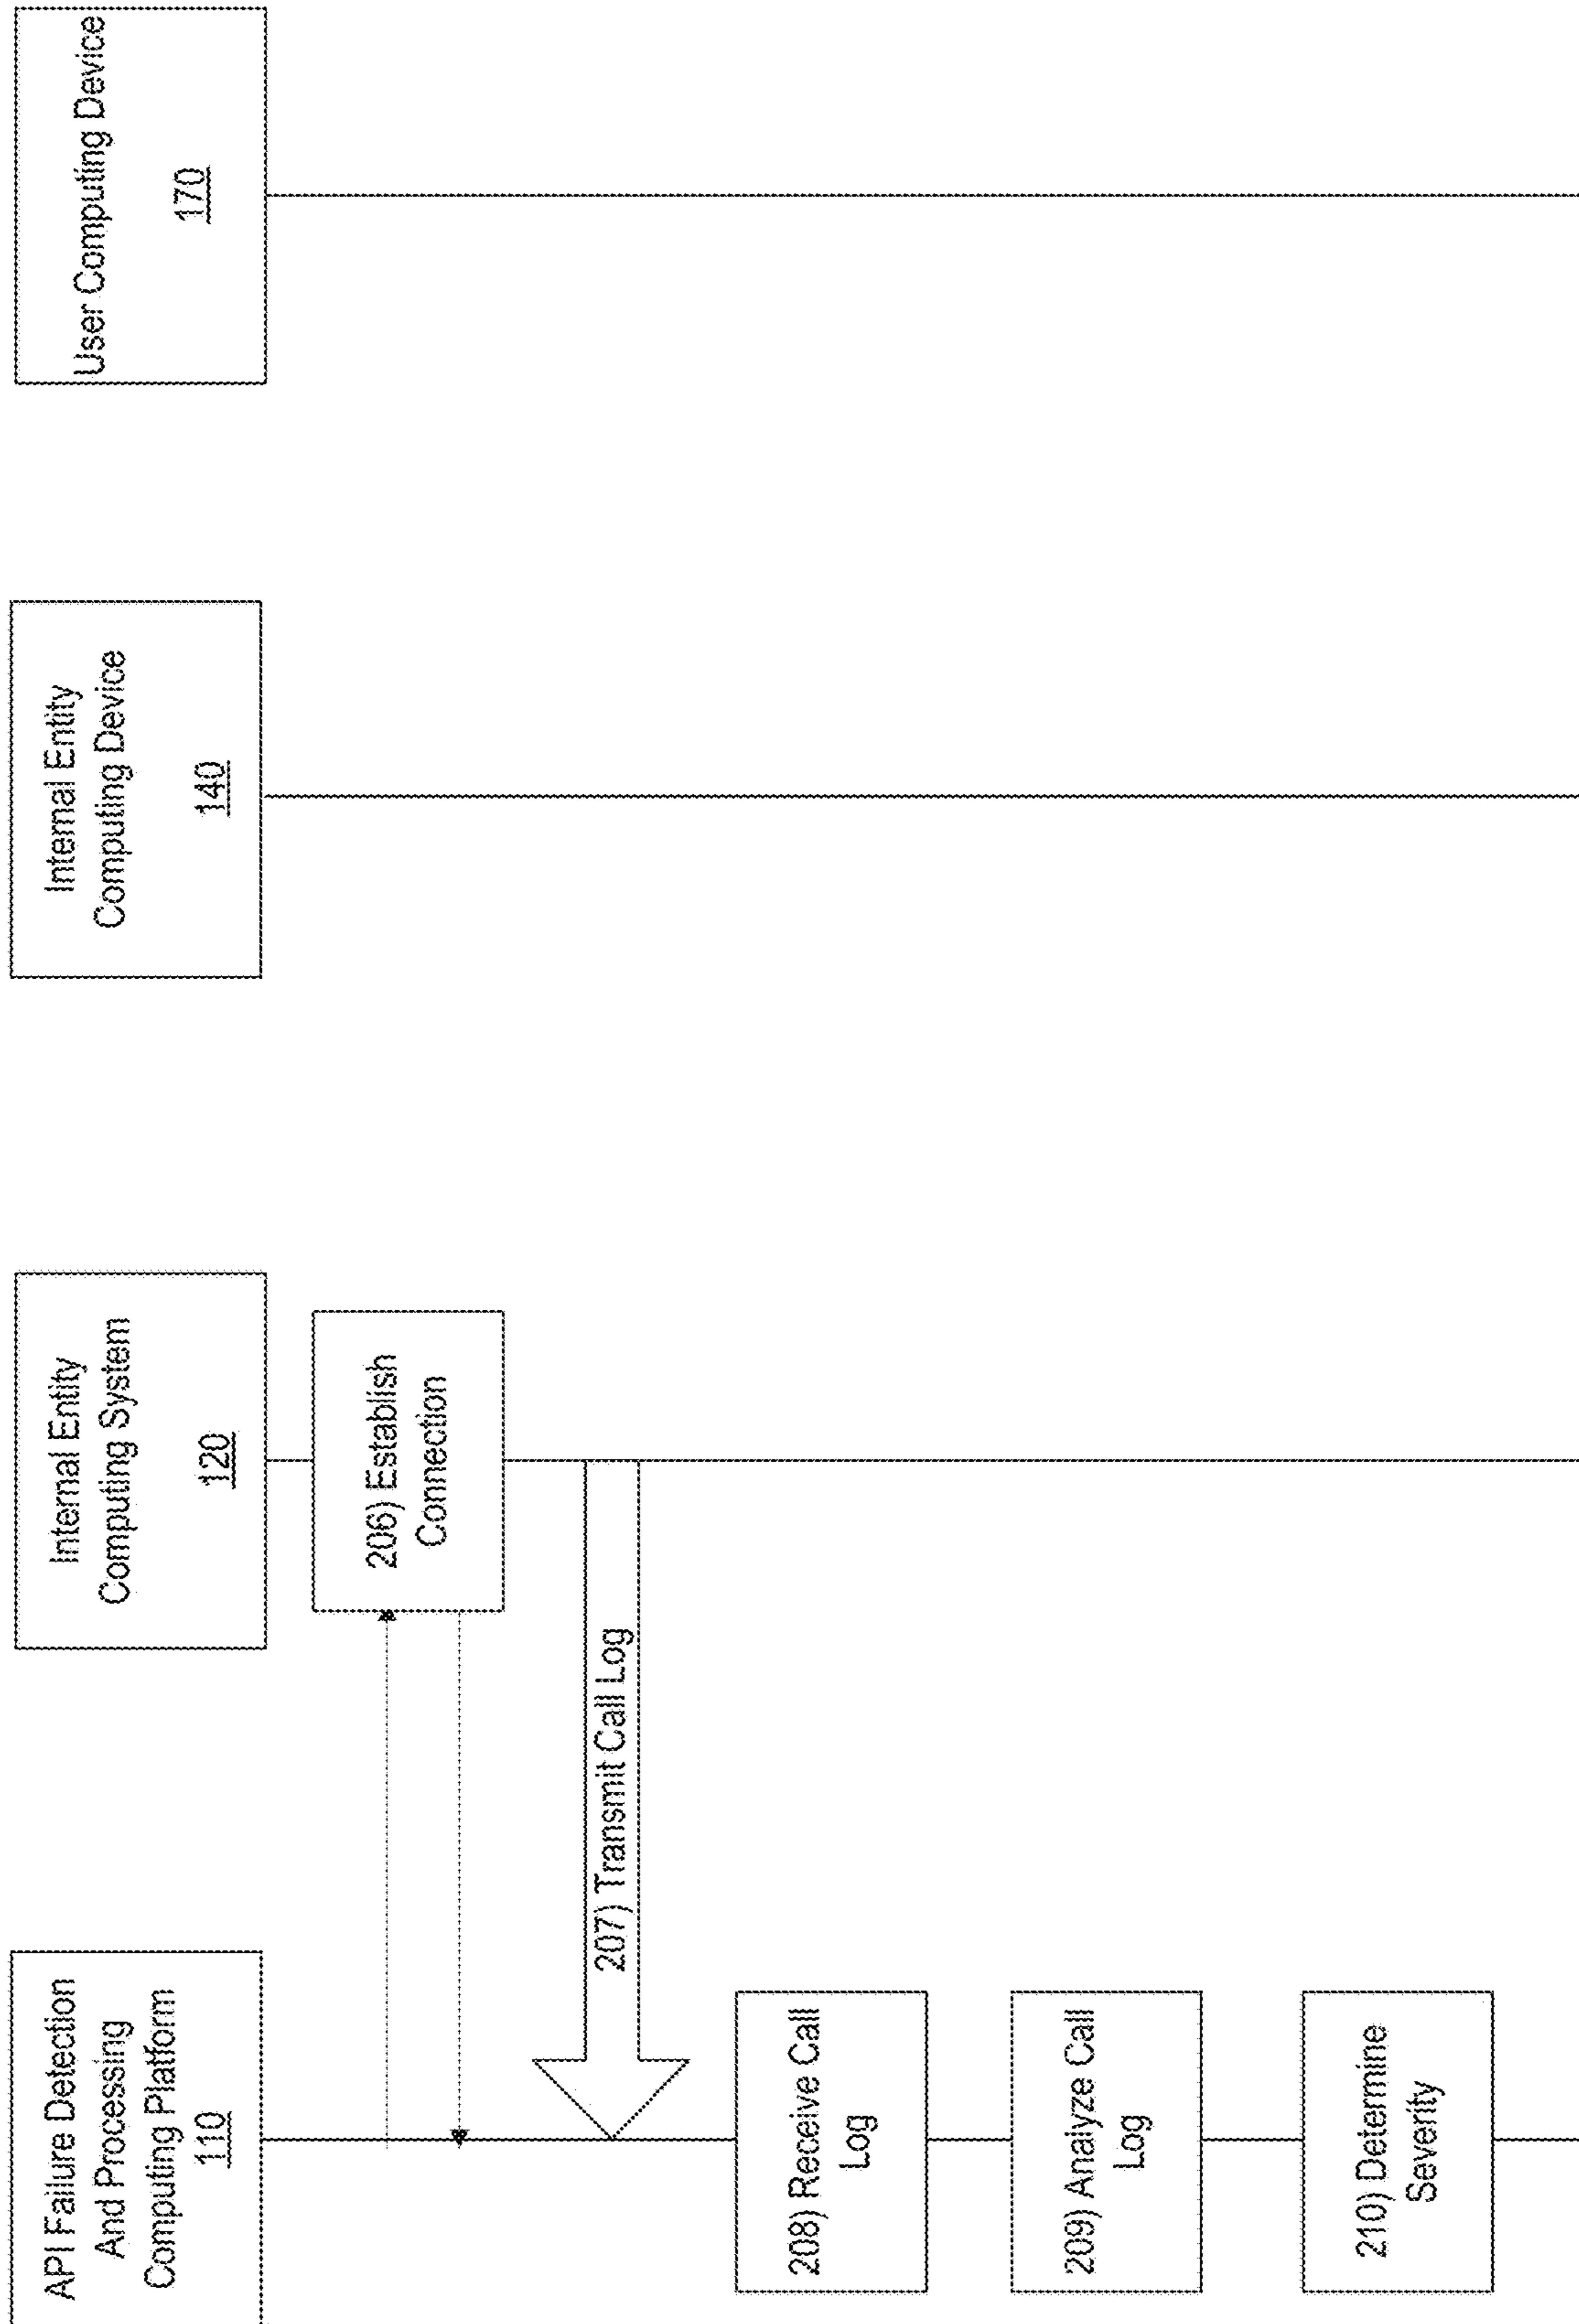 API Failure Detection
And Processing
Computing Platform
110
Internal Entity
Computing System
120
Internal Entity
Computing Device
140
User Computing Device
170
206) Establish
Connection
207) Transmit Call Log
208) Receive Call
Log
209) Analyze Call
Log
210) Determine
Severity